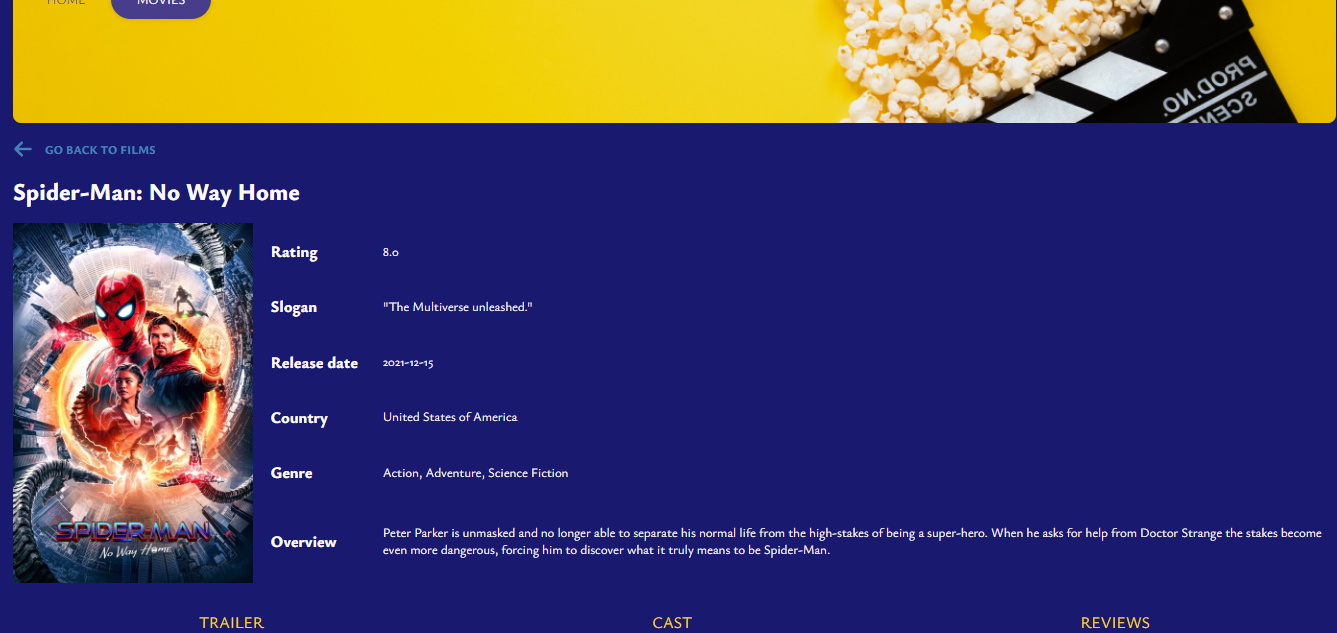 HOME MOVIES
PROD.NO.
SCENE
GO BACK TO FILMS
Spider-Man: No Way Home
Rating 8.0
Slogan "The Multiverse unleashed."
Release date 2021-12-15
Country United States of America
Genre Action, Adventure, Science Fiction
Overview Peter Parker is unmasked and no longer able to separate his normal life from the high-stakes of being a super-hero. When he asks for help from Doctor Strange the stakes become
even more dangerous, forcing him to discover what it truly means to be Spider-Man.
SPIDER-MAN
No Way Home
TRAILER CAST REVIEWS